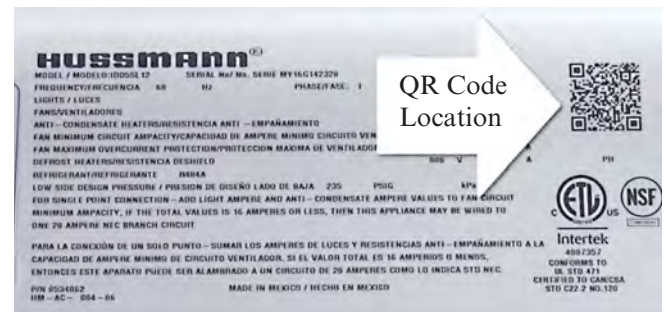 HUSSMANN®
MODEL / MODELO: IDD5SL12 SERIAL No/ No. SERIE MY16G142320
FREQUENCY/FRECUENCIA 60 Hz PHASE/FASE: 1
LIGHTS / LUCES
FANS/VENTILADORES
ANTI-CONDENSATE HEATERS/RESISTENCIA ANTI-EMPAÑAMIENTO
FAN MINIMUM CIRCUIT AMPACITY/CAPACIDAD DE AMPERE MINIMO CIRCUITO VEN
FAN MAXIMUM OVERCURRENT PROTECTION/PROTECCION MAXIMA DE VENTILADOR
DEFROST HEATERS/RESISTENCIA DESHIELO V A PH
REFRIGERANT/REFRIGERANTE R404A
LOW SIDE DESIGN PRESSURE / PRESION DE DISEÑO LADO DE BAJA 235 PSIG kPa
FOR SINGLE POINT CONNECTION-ADD LIGHT AMPERE AND ANTI-CONDENSATE AMPERE VALUES TO FAN CIRCUIT
MINIMUM AMPACITY, IF THE TOTAL VALUES IS 16 AMPERES OR LESS, THEN THIS APPLIANCE MAY BE WIRED TO
ONE 20 AMPERE NEC BRANCH CIRCUIT
PARA LA CONEXIÓN DE UN SOLO PUNTO-SUMAR LOS AMPERES DE LUCES Y RESISTENCIAS ANTI-EMPAÑAMIENTO A LA
CAPACIDAD DE AMPERE MINIMO DE CIRCUITO VENTILADOR. SI EL VALOR TOTAL ES 16 AMPERIOS O MENOS,
ENTONCES ESTE APARATO PUEDE SER ALAMBRADO A UN CIRCUITO DE 20 AMPERES COMO LO INDICA STD NEC.
P/N 0534862 MADE IN MEXICO / HECHO EN MEXICO
HM-AC-
QR Code
Location
ETL
C US
NSF
Intertek
4007357
CONFORMS TO
UL STD 471
CERTIFIED TO CAN/CSA
STD C22.2 NO.120